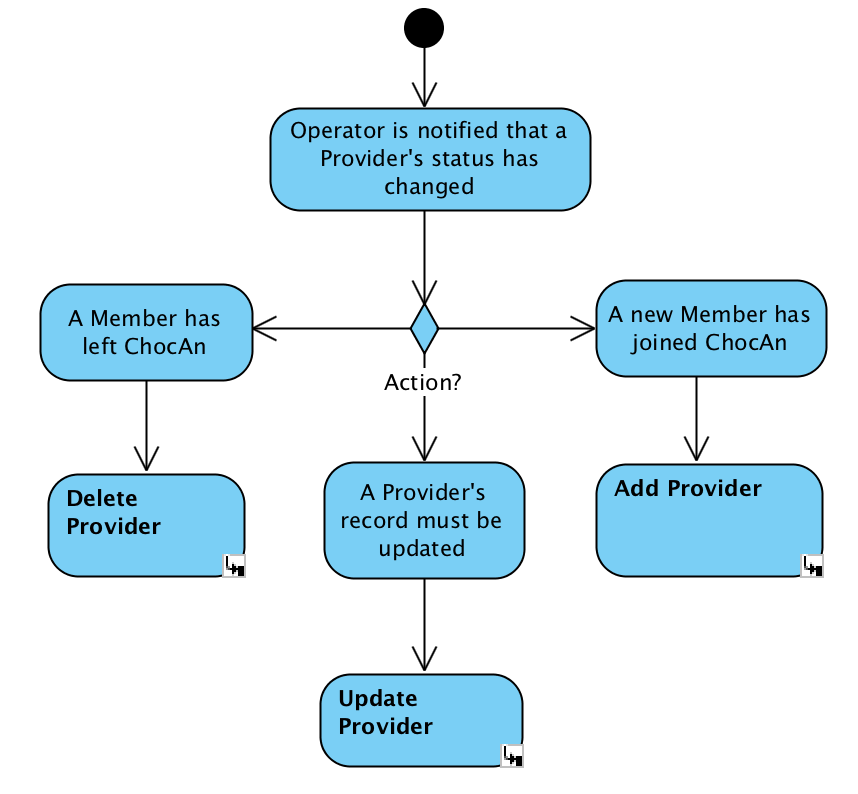 Operator is notified that a
Provider's status has
changed
A Member has
left ChocAn
A new Member has
joined ChocAn
Action?
Delete
Provider
A Provider's
record must be
updated
Add Provider
Update
Provider